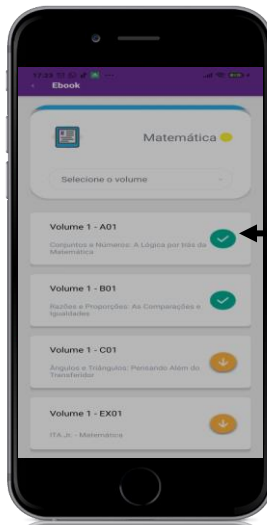 Ebook
Matemática
Selecione o volume
Volume 1 - A01
Conjuntos e Números: A Lógica por trás da
Matemática
Volume 1 - B01
Razões e Proporções: As Comparações e
Igualdades
Volume 1 - C01
Ângulos e Triângulos: Pensando Além do
Transferidor
Volume 1 - EX01
ITA Jr. - Matemática